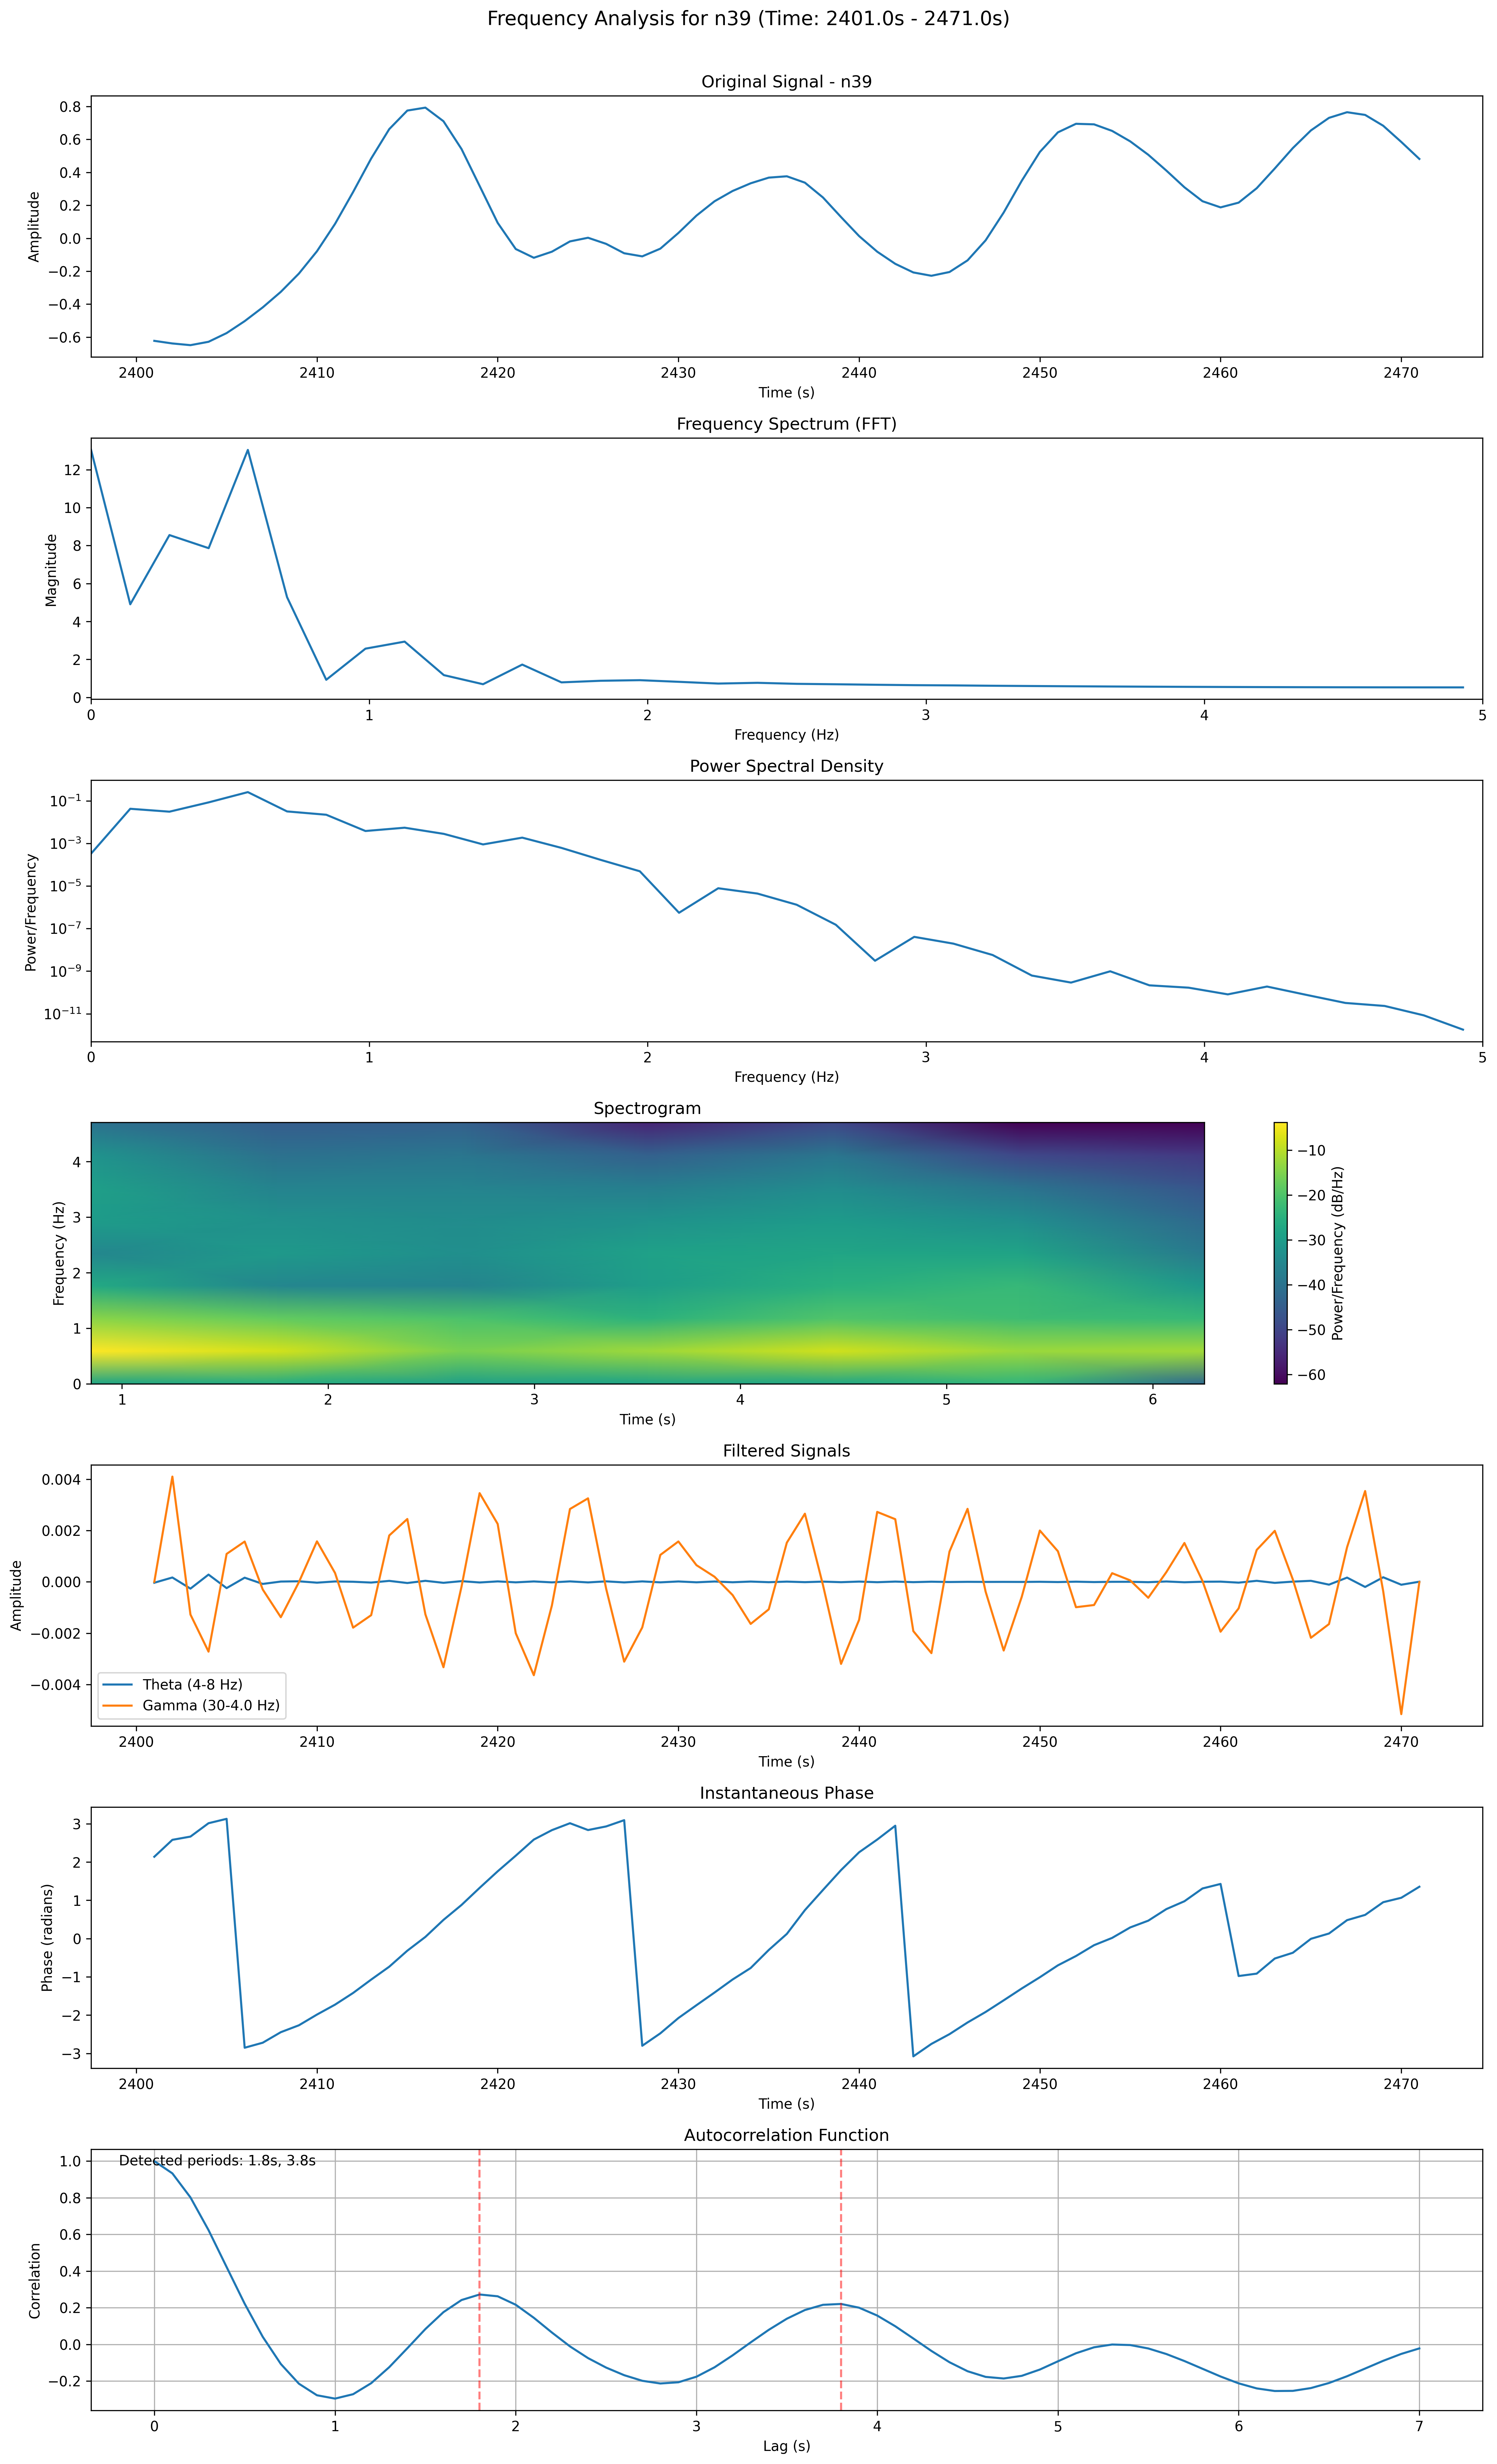 Frequency Analysis for n39 (Time: 2401.0s - 2471.0s)
Original Signal - n39
0.8
0.6
0.4
0.2
0.0
−0.2
−0.4
−0.6
Amplitude
2400 2410 2420 2430 2440 2450 2460 2470
Time (s)
Frequency Spectrum (FFT)
12
10
8
6
4
2
0
Magnitude
0 1 2 3 4 5
Frequency (Hz)
Power Spectral Density
10⁻¹
10⁻³
10⁻⁵
10⁻⁷
10⁻⁹
10⁻¹¹
Power/Frequency
0 1 2 3 4 5
Frequency (Hz)
Spectrogram
4
3
2
1
0
Frequency (Hz)
1 2 3 4 5 6
Time (s)
−10
−20
−30
−40
−50
−60
Power/Frequency (dB/Hz)
Filtered Signals
0.004
0.002
0.000
−0.002
−0.004
Amplitude
Theta (4-8 Hz)
Gamma (30-4.0 Hz)
2400 2410 2420 2430 2440 2450 2460 2470
Time (s)
Instantaneous Phase
3
2
1
0
−1
−2
−3
Phase (radians)
2400 2410 2420 2430 2440 2450 2460 2470
Time (s)
Autocorrelation Function
Detected periods: 1.8s, 3.8s
1.0
0.8
0.6
0.4
0.2
0.0
−0.2
Correlation
0 1 2 3 4 5 6 7
Lag (s)